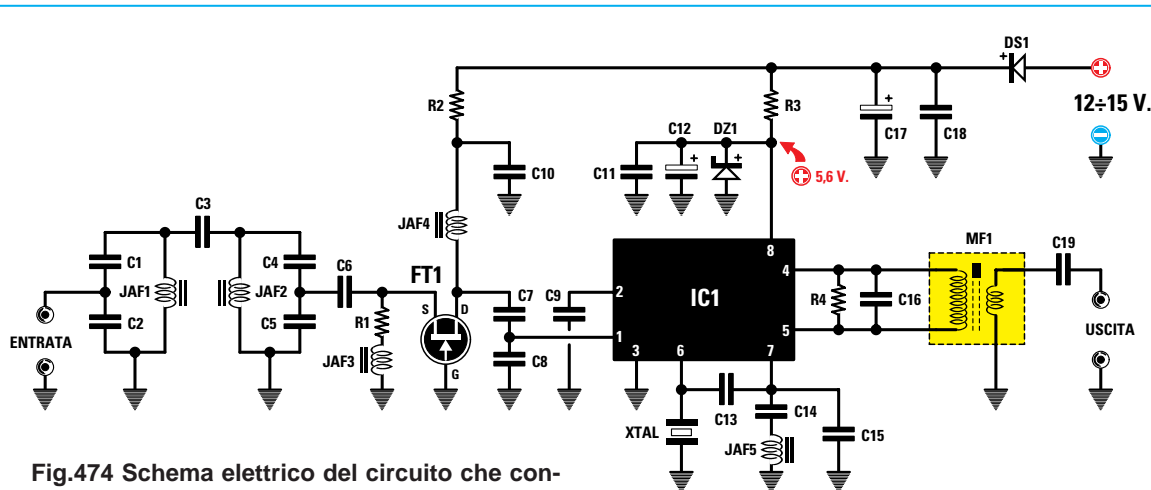 DS1
R2
R3
12÷15 V.
C12
DZ1
C17
C18
C10
C11
5,6 V.
C3
JAF4
MF1
C19
C1
C4
C6
FT1
8
4
JAF1
JAF2
S
D
C7
C9
2
IC1
R4
C16
C2
C5
R1
1
5
USCITA
ENTRATA
JAF3
G
C8
3
6
7
C13
C14
XTAL
JAF5
C15
Fig.474 Schema elettrico del circuito che con-